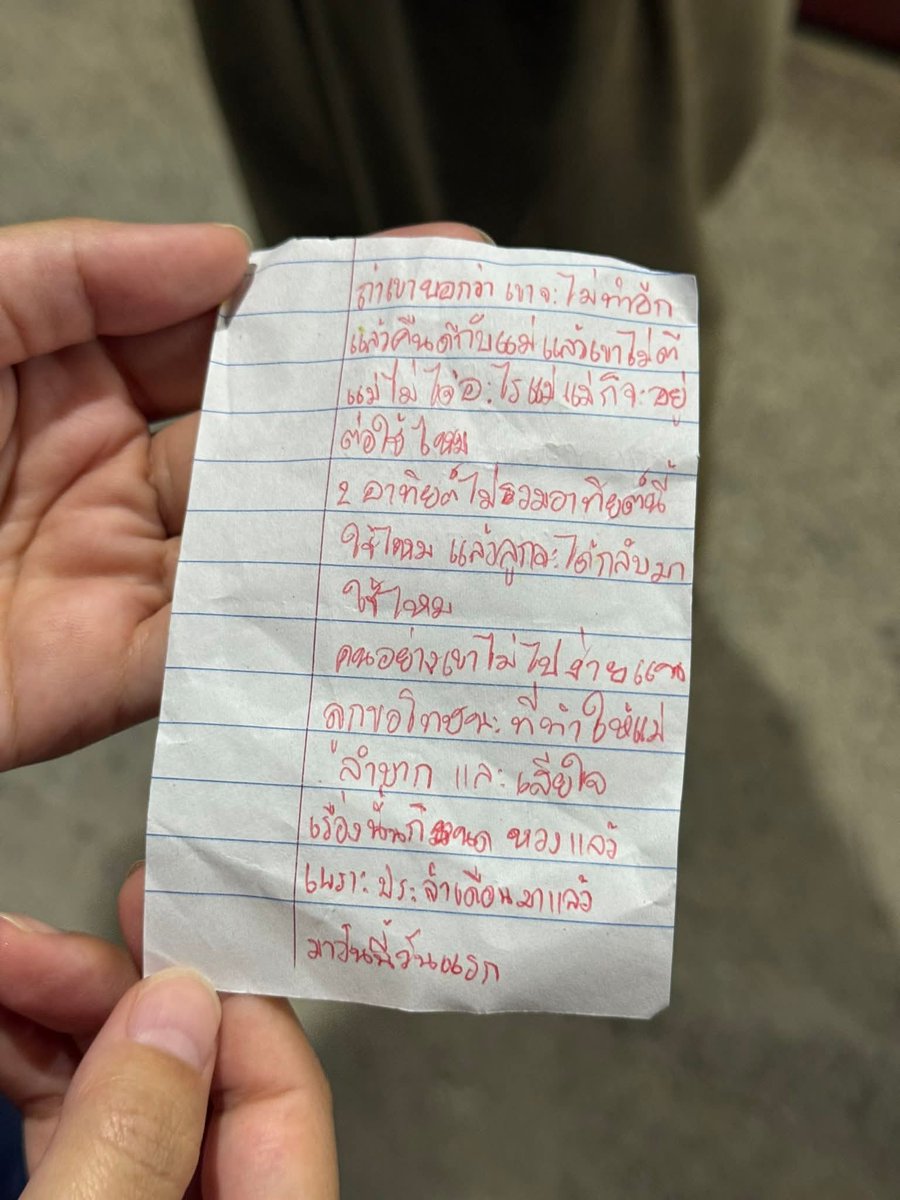 ถ้าเขาบอกว่า เขาจะไม่ทำอีก
แล้วคืนดีกับแม่ แล้วเขาไม่ตี
แม่ไม่ อะไรแม่ แม่ก็จะอยู่
ต่อใช้ไหม
2 อาทิยต์ไม่รวมอาทิยต์นี้
ใช้ไหม แล้วลูกจะได้กลับมา
ใช้ไหม
คนอย่างเขาไม่ไป ง่าย
ลูกขอโทษนะ ที่ทำให้แม่
ลำบาก และ เสียใจ
เรื่องนั้นก็ หมด หวงแล้ว
เพราะ ประจำเดือนมาแล้ว
มาวันนี้วันแรก